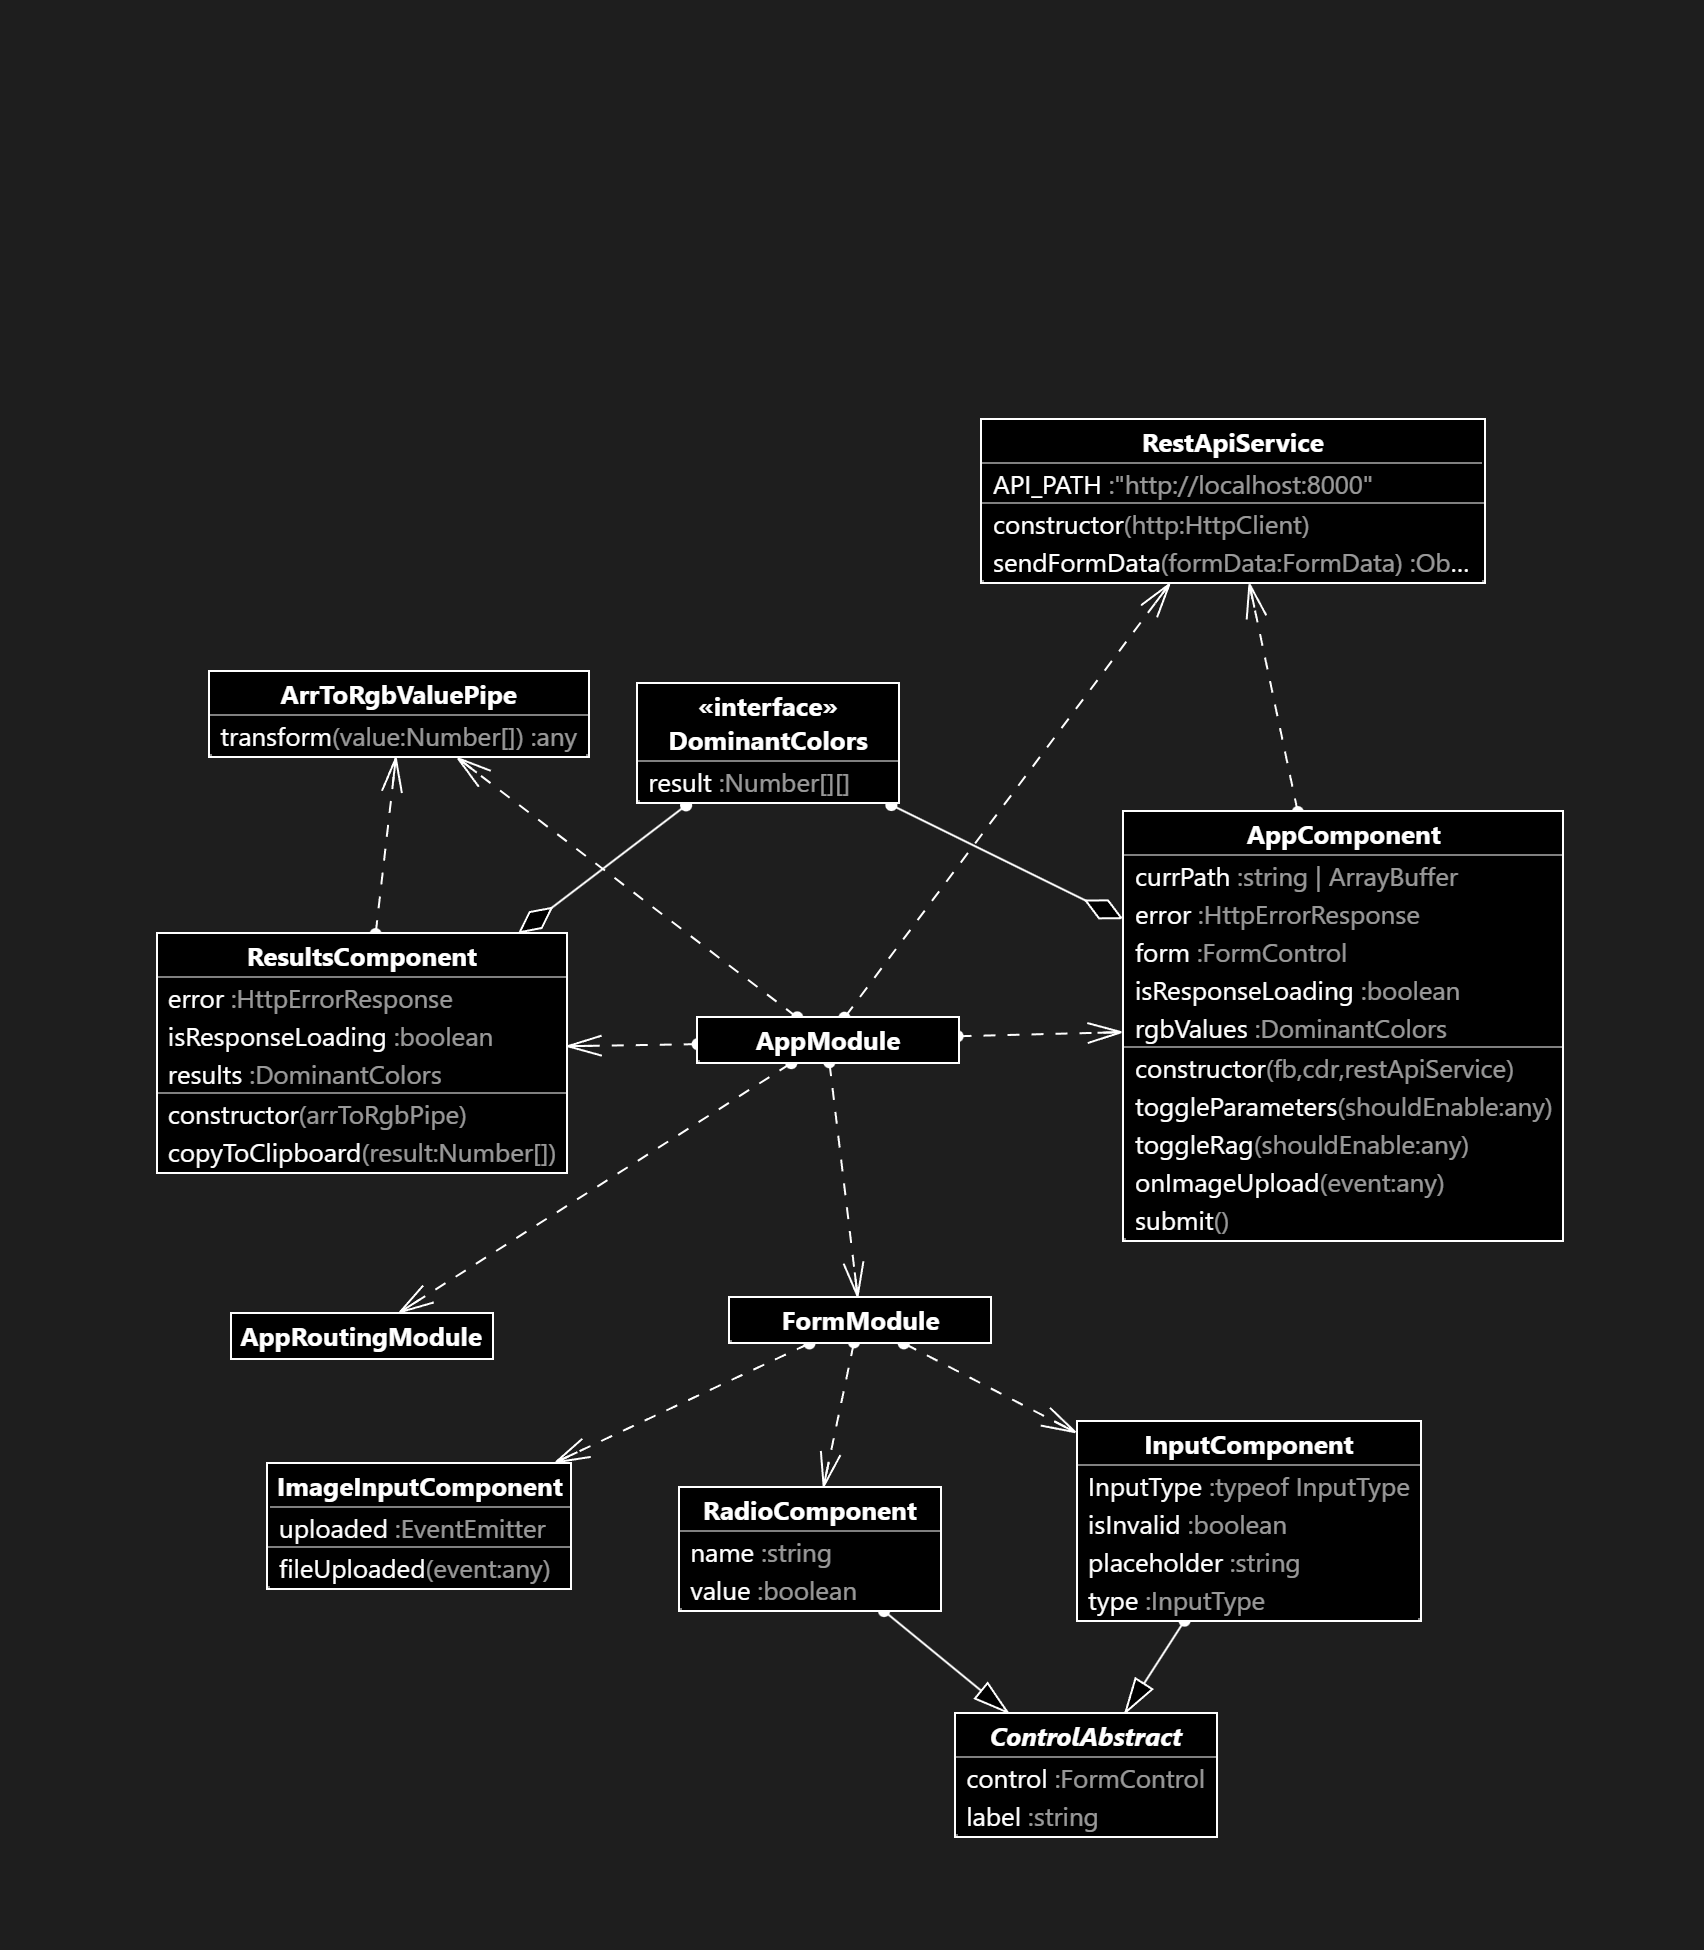 RestApiService
API_PATH :"http://localhost:8000"
constructor(http:HttpClient)
sendFormData(formData:FormData) :Ob...
ArrToRgbValuePipe
transform(value:Number[]) :any
«interface»
DominantColors
result :Number[][]
AppComponent
currPath :string | ArrayBuffer
error :HttpErrorResponse
form :FormControl
isResponseLoading :boolean
rgbValues :DominantColors
constructor(fb,cdr,restApiService)
toggleParameters(shouldEnable:any)
toggleRag(shouldEnable:any)
onImageUpload(event:any)
submit()
ResultsComponent
error :HttpErrorResponse
isResponseLoading :boolean
results :DominantColors
constructor(arrToRgbPipe)
copyToClipboard(result:Number[])
AppModule
AppRoutingModule
FormModule
ImageInputComponent
uploaded :EventEmitter
fileUploaded(event:any)
RadioComponent
name :string
value :boolean
InputComponent
InputType :typeof InputType
isInvalid :boolean
placeholder :string
type :InputType
ControlAbstract
control :FormControl
label :string